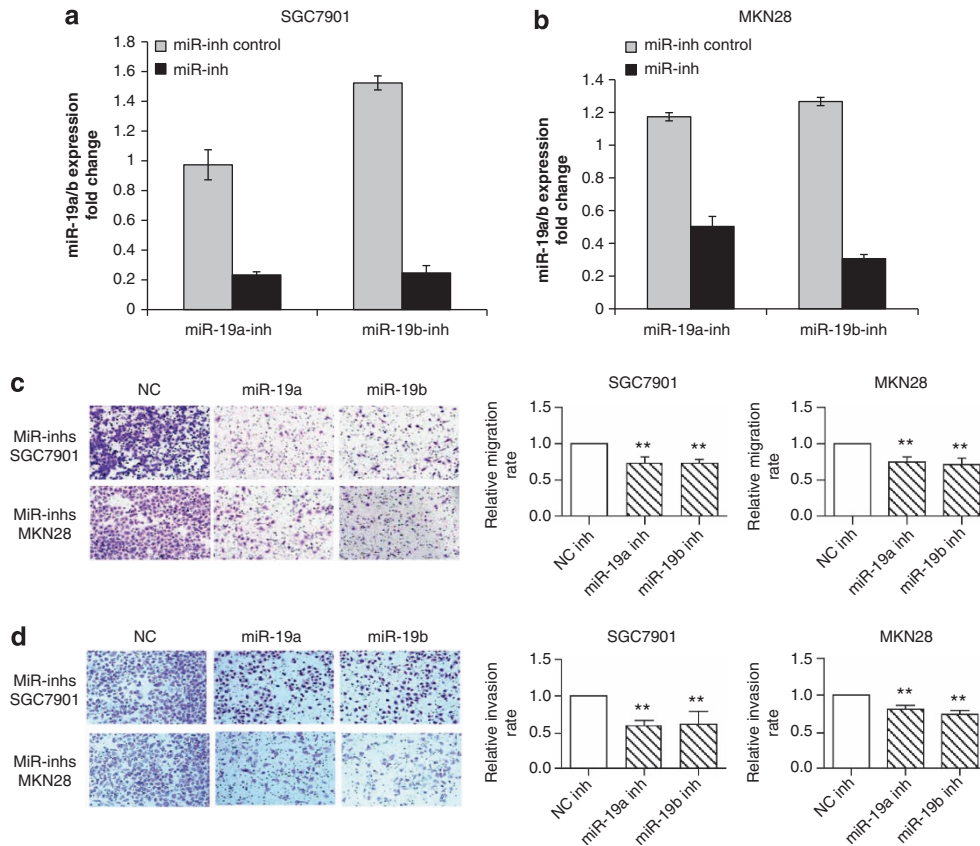 a
SGC7901
miR-19a/b expression
fold change
1.8
1.6
1.4
1.2
1
0.8
0.6
0.4
0.2
0
miR-inh control
miR-inh
miR-19a-inh
miR-19b-inh
b
MKN28
miR-19a/b expression
fold change
1.4
1.2
1
0.8
0.6
0.4
0.2
0
miR-inh control
miR-inh
miR-19a-inh
miR-19b-inh
c
NC
miR-19a
miR-19b
MiR-inhs
SGC7901
MiR-inhs
MKN28
SGC7901
Relative migration
rate
1.5
1.0
0.5
0.0
**
**
NC inh
miR-19a inh
miR-19b inh
MKN28
Relative migration
rate
1.5
1.0
0.5
0.0
**
**
NC inh
miR-19a inh
miR-19b inh
d
NC
miR-19a
miR-19b
MiR-inhs
SGC7901
MiR-inhs
MKN28
SGC7901
Relative invasion
rate
1.5
1.0
0.5
0.0
**
**
NC inh
miR-19a inh
miR-19b inh
MKN28
Relative invasion
rate
1.5
1.0
0.5
0.0
**
**
NC inh
miR-19a inh
miR-19b inh